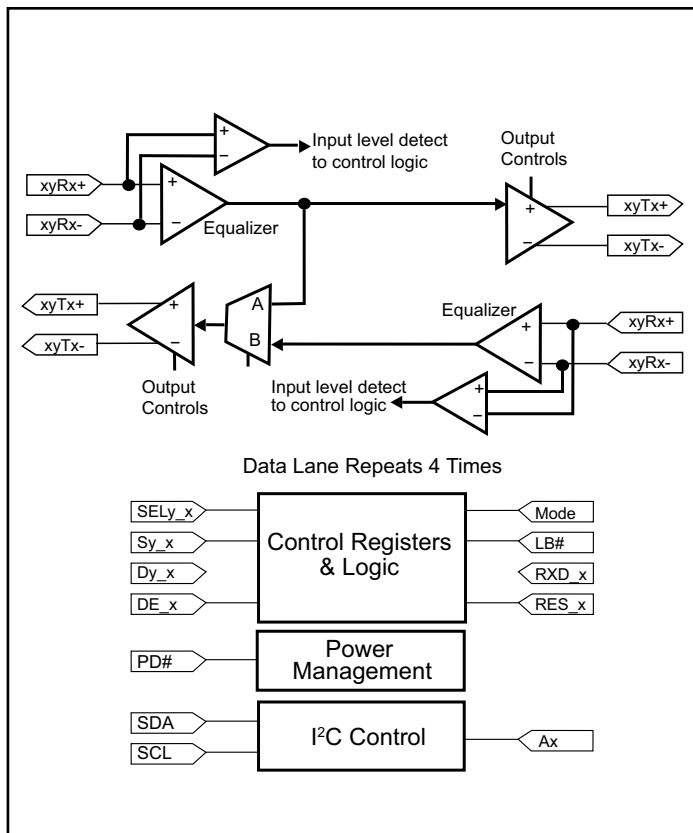 Input level detect
to control logic
Output
Controls
xyRx+
xyRx-
+
−
+
−
Equalizer
+
−
xyTx+
xyTx-
xyTx+
xyTx-
+
−
A
B
Equalizer
+
−
xyRx+
xyRx-
Output
Controls
Input level detect
to control logic
+
−
Data Lane Repeats 4 Times
SELy_x
Sy_x
Dy_x
DE_x
Control Registers
& Logic
Mode
LB#
RXD_x
RES_x
PD#
Power
Management
SDA
SCL
I²C Control
Ax